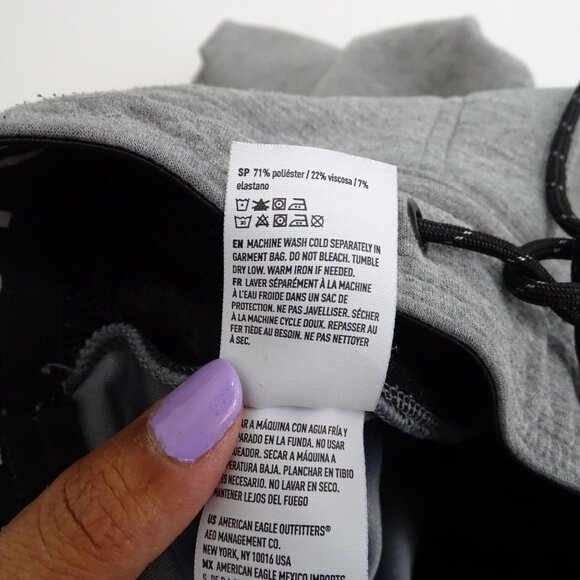 SP 71% poliéster / 22% viscosa / 7%
elastano
30
EN MACHINE WASH COLD SEPARATELY IN
GARMENT BAG. DO NOT BLEACH. TUMBLE
DRY LOW. WARM IRON IF NEEDED.
FR LAVER SÉPARÉMENT À LA MACHINE
À L'EAU FROIDE DANS UN SAC DE
PROTECTION. NE PAS JAVELLISER. SÉCHER
À LA MACHINE CYCLE DOUX. REPASSER AU
FER TIÈDE AU BESOIN. NE PAS NETTOYER
À SEC.
AR A MÁQUINA CON AGUA FRÍA Y
PARADO EN LA FUNDA. NO USAR
UEADOR. SECAR A MÁQUINA A
PERATURA BAJA. PLANCHAR EN TIBIO
ES NECESARIO. NO LAVAR EN SECO.
MANTENER LEJOS DEL FUEGO
US AMERICAN EAGLE OUTFITTERS®
AEO MANAGEMENT CO.
NEW YORK, NY 10016 USA
MX AMERICAN EAGLE MEXICO IMPORTS